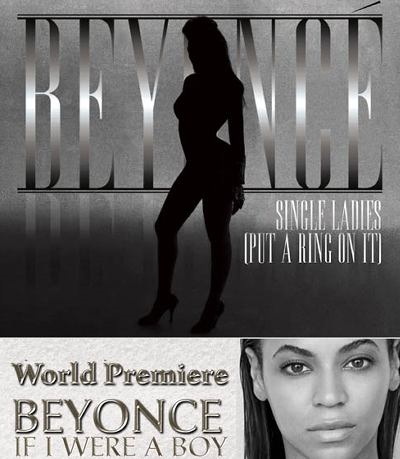 BEYONCÉ
SINGLE LADIES
(PUT A RING ON IT)
World Premiere
BEYONCE
IF I WERE A BOY